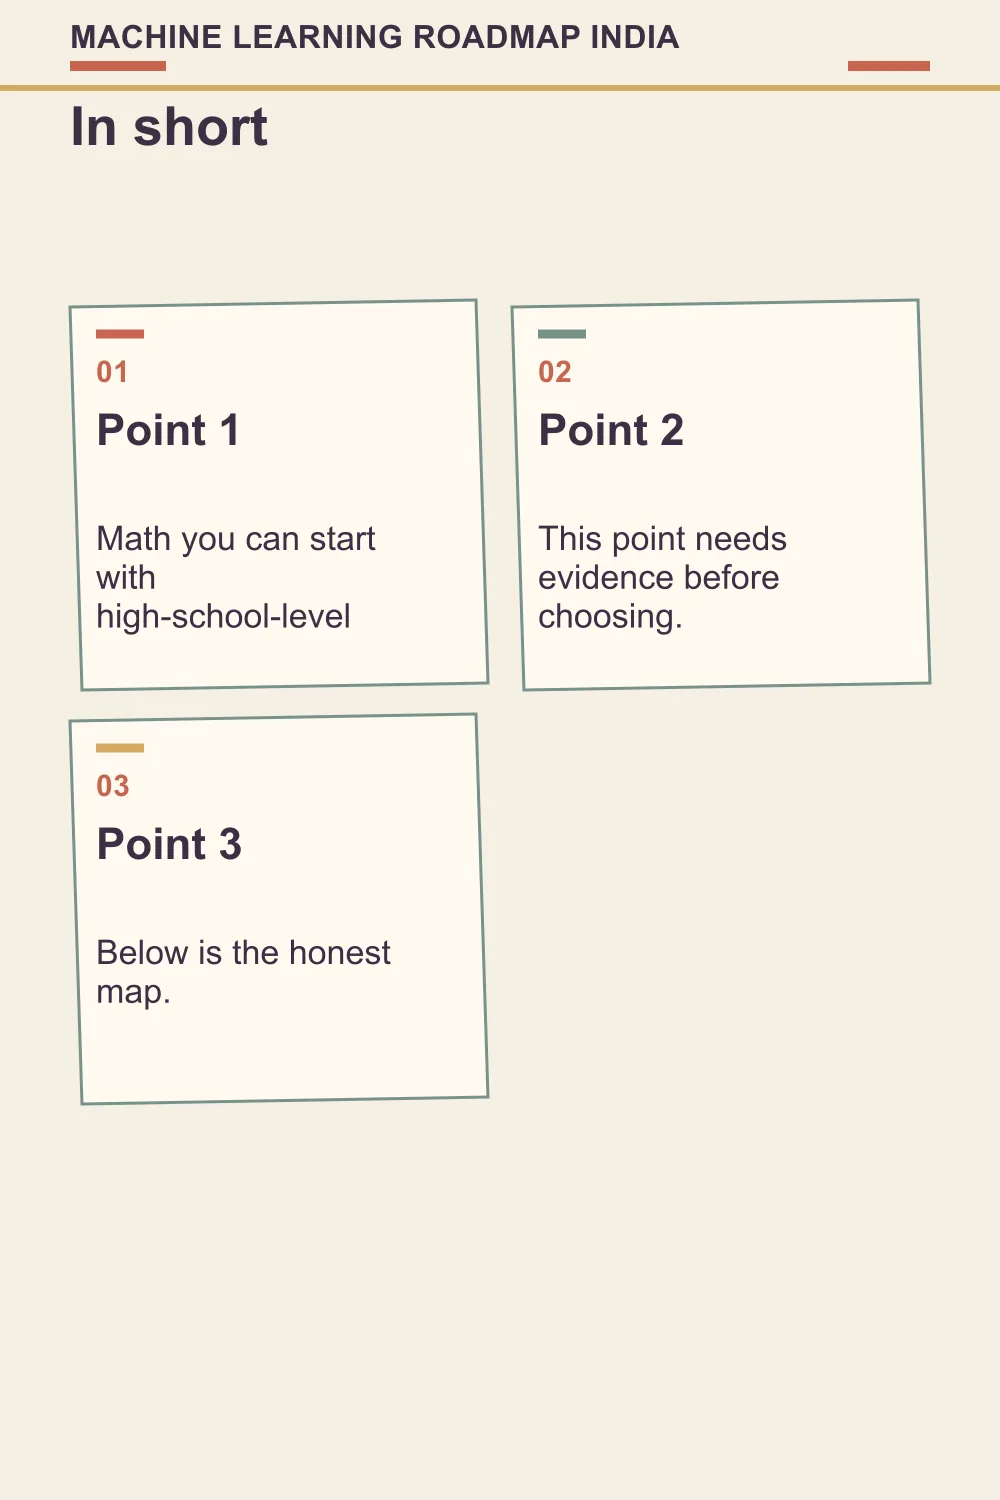 MACHINE LEARNING ROADMAP INDIA
In short
01
Point 1
Math you can start
with
high-school-level
02
Point 2
This point needs
evidence before
choosing.
03
Point 3
Below is the honest
map.